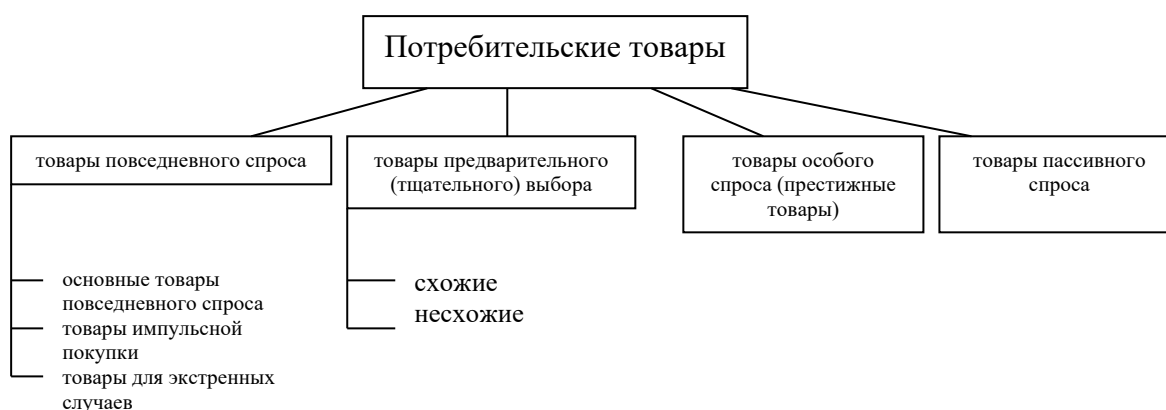 Потребительские товары
товары повседневного спроса
товары предварительного
(тщательного) выбора
товары особого
спроса (престижные
товары)
товары пассивного
спроса
основные товары
повседневного спроса
товары импульсной
покупки
товары для экстренных
случаев
схожие
несхожие